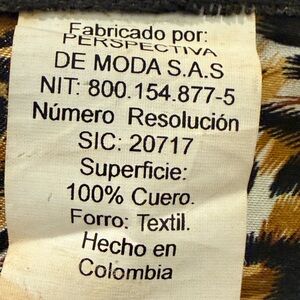 Fabricado por:
PERSPECTIVA
DE MODA S.A.S
NIT: 800.154.877-5
Número Resolución
SIC: 20717
Superficie:
100% Cuero.
Forro: Textil.
Hecho en
Colombia